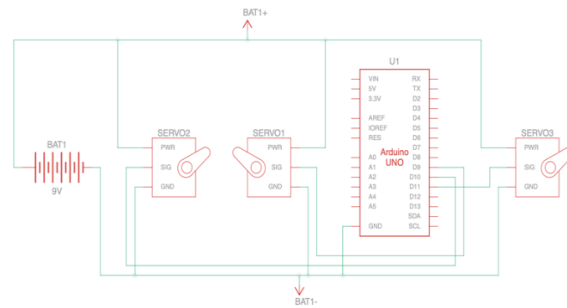 BAT1+
U1
VIN
5V
3.3V
AREF
IOREF
RES
A0
A1
A2
A3
A4
A5
GND
Arduino
UNO
RX
TX
D2
D3
D4
D5
D6
D7
D8
D9
D10
D11
D12
D13
SDA
SCL
BAT1
9V
SERVO2
PWR
SIG
GND
SERVO1
PWR
SIG
GND
SERVO3
PWR
SIG
GND
BAT1-